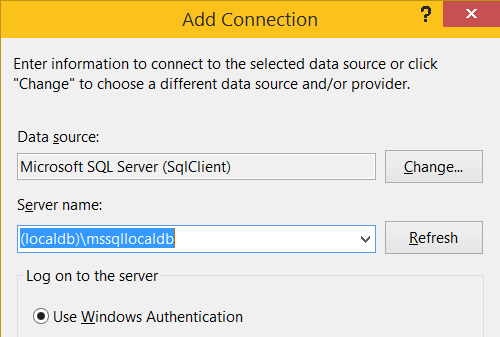 Add Connection
?
Enter information to connect to the selected data source or click
"Change" to choose a different data source and/or provider.
Data source:
Microsoft SQL Server (SqlClient)
Change...
Server name:
(localdb)\mssqllocaldb
Refresh
Log on to the server
Use Windows Authentication